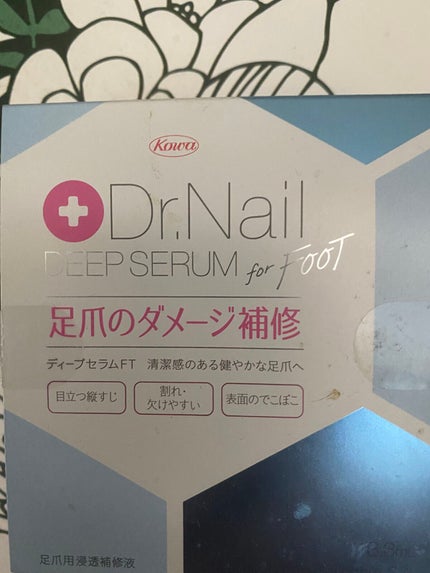 Kowa
Dr.Nail
DEEP SERUM for FOOT
足爪のダメージ補修
ディープセラムFT 清潔感のある健やかな足爪へ
目立つ縦すじ
割れ・
欠けやすい
表面のでこぼこ
足爪用浸透補修液